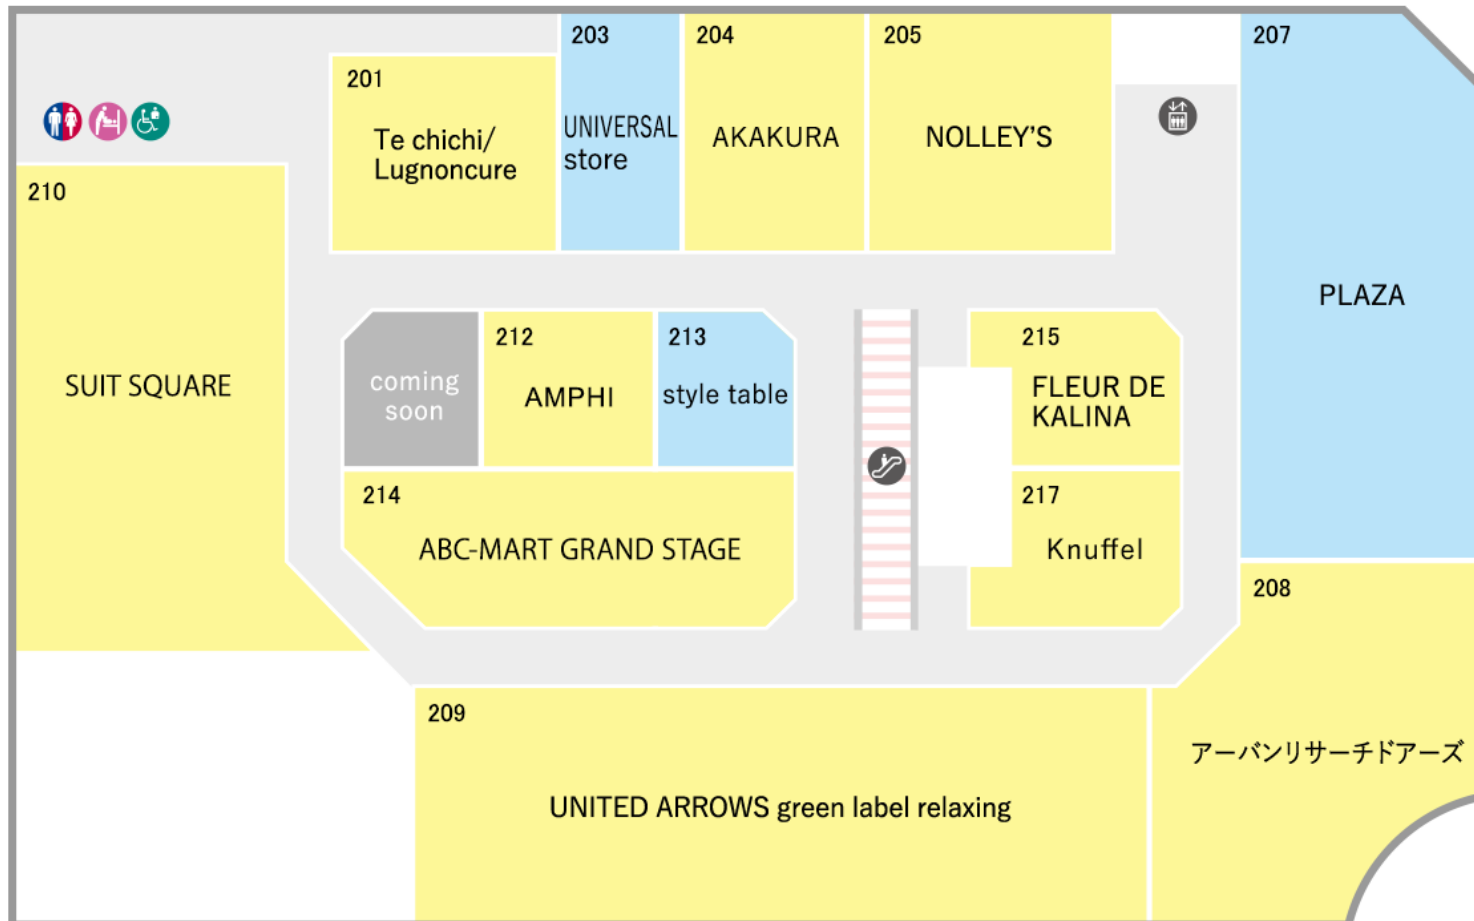 201
Te chichi/
Lugnoncure
203
UNIVERSAL
store
204
AKAKURA
205
NOLLEY'S
207
PLAZA
210
SUIT SQUARE
coming
soon
212
AMPHI
213
style table
214
ABC-MART GRAND STAGE
215
FLEUR DE
KALINA
217
Knuffel
208
アーバンリサーチドアーズ
209
UNITED ARROWS green label relaxing